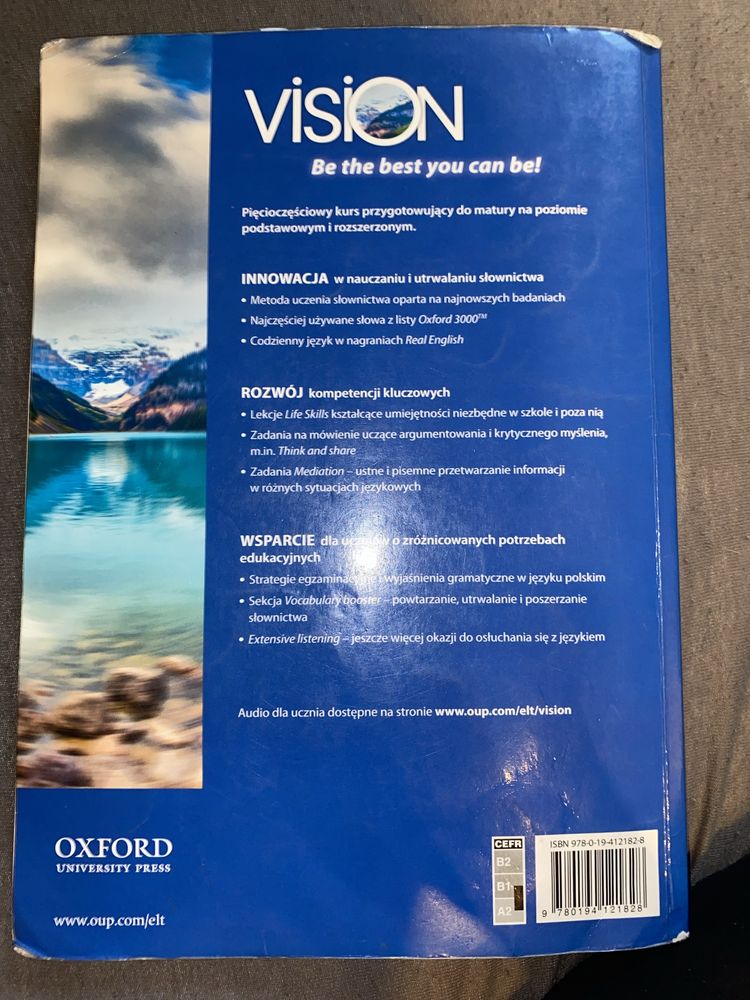 VISION
Be the best you can be!
Pięcioczęściowy kurs przygotowujący do matury na poziomie
podstawowym i rozszerzonym.
INNOWACJA w nauczaniu i utrwalaniu słownictwa
• Metoda uczenia słownictwa oparta na najnowszych badaniach
• Najczęściej używane słowa z listy Oxford 3000™
• Codzienny język w nagraniach Real English
ROZWÓJ kompetencji kluczowych
• Lekcje Life Skills kształcące umiejętności niezbędne w szkole i poza nią
• Zadania na mówienie uczące argumentowania i krytycznego myślenia,
m.in. Think and share
• Zadania Mediation – ustne i pisemne przetwarzanie informacji
w różnych sytuacjach językowych
WSPARCIE dla uczniów o zróżnicowanych potrzebach
edukacyjnych
• Strategie egzaminacyjne i wyjaśnienia gramatyczne w języku polskim
• Sekcja Vocabulary booster – powtarzanie, utrwalanie i poszerzanie
słownictwa
• Extensive listening – jeszcze więcej okazji do osłuchania się z językiem
Audio dla ucznia dostępne na stronie www.oup.com/elt/vision
OXFORD
UNIVERSITY PRESS
www.oup.com/elt
CEFR
B2
B1
A2
ISBN 978-0-19-412182-8
9 780194 121828